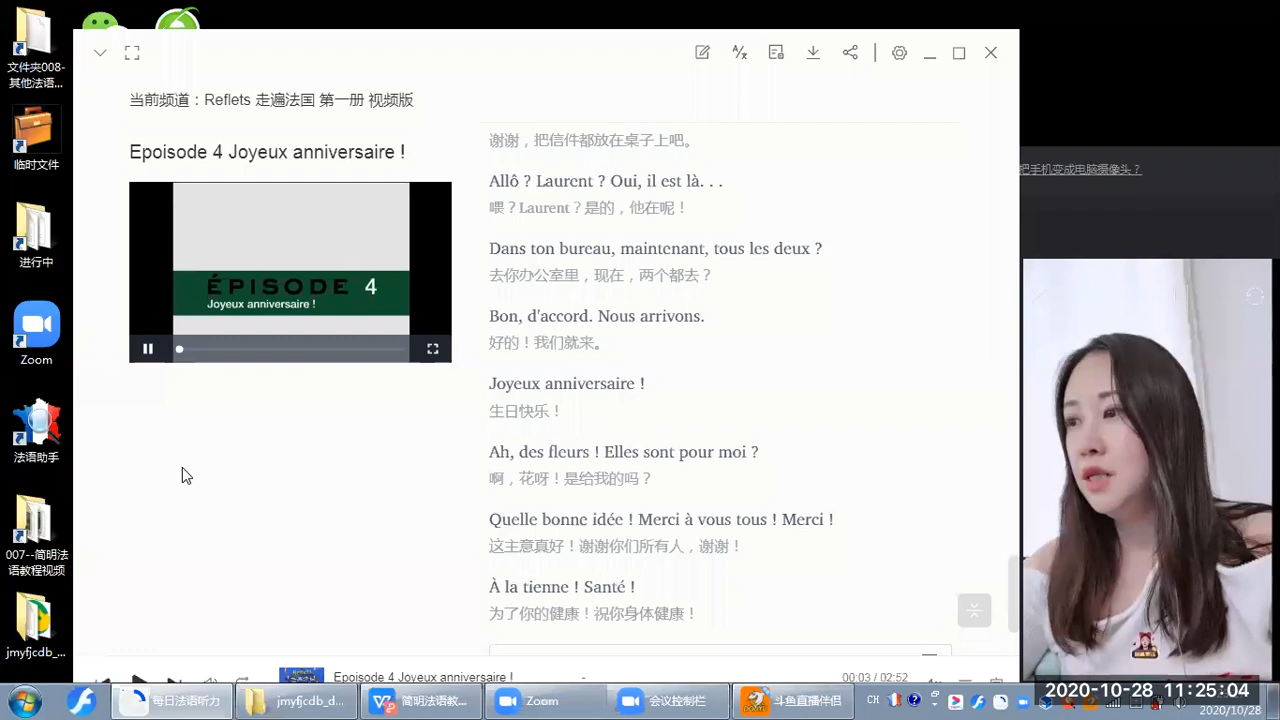 文件夹008-
其他法语...
临时文件
进行中
Zoom
法语助手
007--简明法
语教程视频
jmyfjcdb_...
当前频道：Reflets 走遍法国 第一册 视频版
Epoisode 4 Joyeux anniversaire !
ÉPISODE 4
Joyeux anniversaire !
谢谢，把信件都放在桌子上吧。
Allô ? Laurent ? Oui, il est là. . .
喂？Laurent？是的，他在呢！
Dans ton bureau, maintenant, tous les deux ?
去你办公室里，现在，两个都去？
Bon, d'accord. Nous arrivons.
好的！我们就来。
Joyeux anniversaire !
生日快乐！
Ah, des fleurs ! Elles sont pour moi ?
啊，花呀！是给我的吗？
Quelle bonne idée ! Merci à vous tous ! Merci !
这主意真好！谢谢你们所有人，谢谢！
À la tienne ! Santé !
为了你的健康！祝你身体健康！
把手机变成电脑摄像头？
Epoisode 4 Joyeux anniversaire !
00:03 / 02:52
每日法语听力
jmyfjcdb_d...
简明法语教...
Zoom
会议控制栏
斗鱼直播伴侣
CH
2020-10-28 11:25:04
2020/10/28